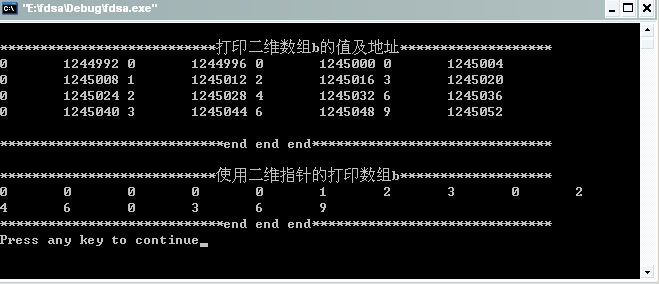 "E:\fdsa\Debug\fdsa.exe"
***************************打印二维数组b的值及地址*******************
0 1244992 0 1244996 0 1245000 0 1245004
0 1245008 1 1245012 2 1245016 3 1245020
0 1245024 2 1245028 4 1245032 6 1245036
0 1245040 3 1245044 6 1245048 9 1245052
****************************end end end******************************
***************************使用二维指针的打印数组b*******************
0 0 0 0 0 1 2 3 0 2
4 6 0 3 6 9
****************************end end end******************************
Press any key to continue_